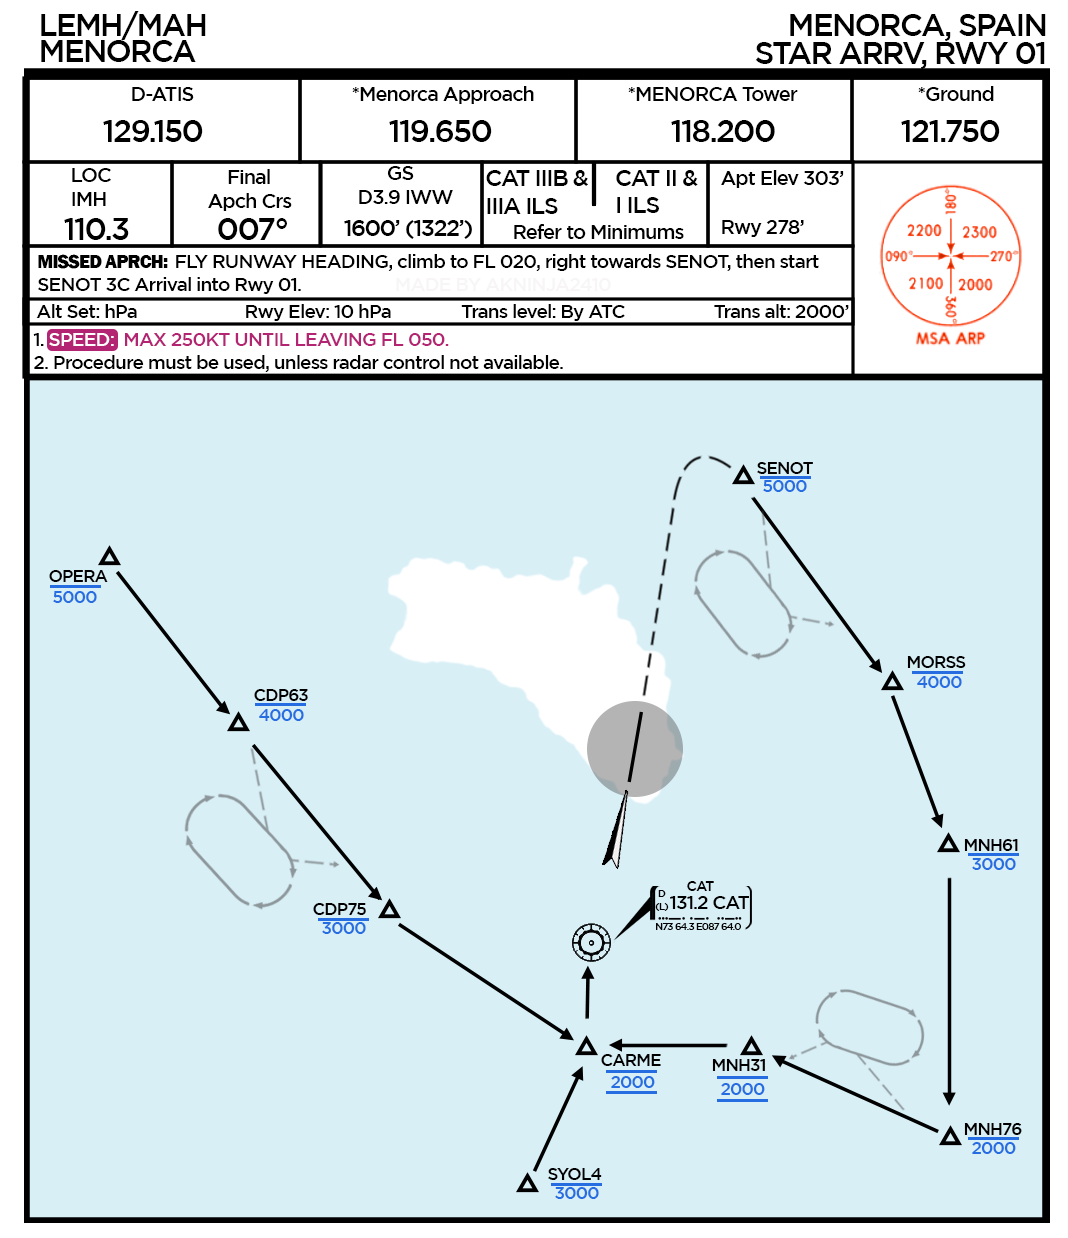 LEMH/MAH
MENORCA
MENORCA, SPAIN
STAR ARRV, RWY 01
D-ATIS
129.150
*Menorca Approach
119.650
*MENORCA Tower
118.200
*Ground
121.750
LOC
IMH
110.3
Final
Apch Crs
007°
GS
D3.9 IWW
1600' (1322')
CAT IIIB &
IIIA ILS
CAT II &
I ILS
Refer to Minimums
Apt Elev 303'
Rwy 278'
180°
2200
2300
090°
270°
2100
2000
360°
MSA ARP
MISSED APRCH: FLY RUNWAY HEADING, climb to FL 020, right towards SENOT, then start
SENOT 3C Arrival into Rwy 01.
MADE BY AKNINJA2410
Alt Set: hPa
Rwy Elev: 10 hPa
Trans level: By ATC
Trans alt: 2000'
1. SPEED: MAX 250KT UNTIL LEAVING FL 050.
2. Procedure must be used, unless radar control not available.
SENOT
5000
OPERA
5000
MORSS
4000
CDP63
4000
MNH61
3000
CDP75
3000
CAT
D
(L) 131.2 CAT
N73 64.3 E087 64.0
CARME
2000
MNH31
2000
MNH76
2000
SYOL4
3000